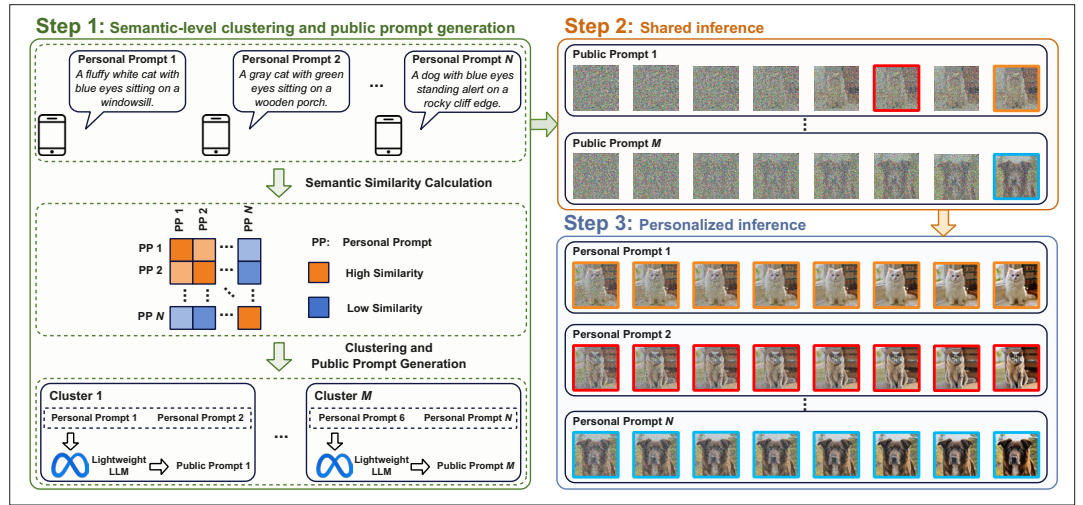 Step 1: Semantic-level clustering and public prompt generation
Personal Prompt 1
A fluffy white cat with
blue eyes sitting on a
windowsill.
Personal Prompt 2
A gray cat with green
eyes sitting on a
wooden porch.
...
Personal Prompt N
A dog with blue eyes
standing alert on a
rocky cliff edge.
Semantic Similarity Calculation
PP 1
PP 2
PP N
PP 1
PP 2
PP N
PP: Personal Prompt
High Similarity
Low Similarity
Clustering and
Public Prompt Generation
Cluster 1
Personal Prompt 1 Personal Prompt 2
Lightweight
LLM
Public Prompt 1
...
Cluster M
Personal Prompt 6 Personal Prompt N
Lightweight
LLM
Public Prompt M
Step 2: Shared inference
Public Prompt 1
Public Prompt M
Step 3: Personalized inference
Personal Prompt 1
Personal Prompt 2
Personal Prompt N